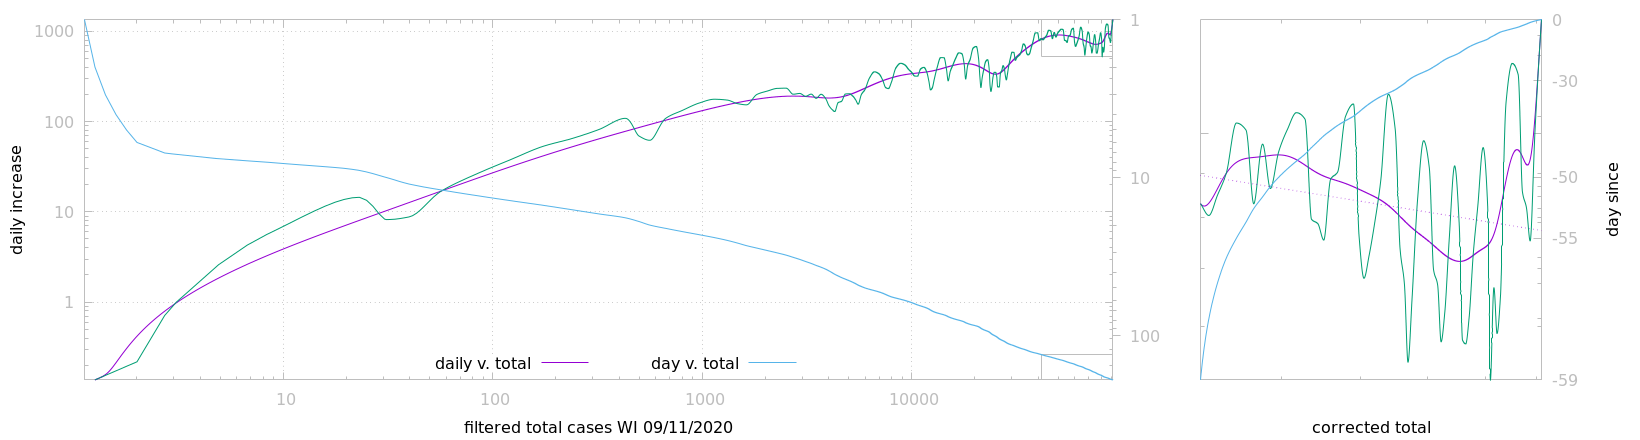 1000
100
10
1
daily increase
10
100
1000
10000
filtered total cases WI 09/11/2020
daily v. total
day v. total
1
10
100
0
-30
-50
-55
-59
day since
corrected total